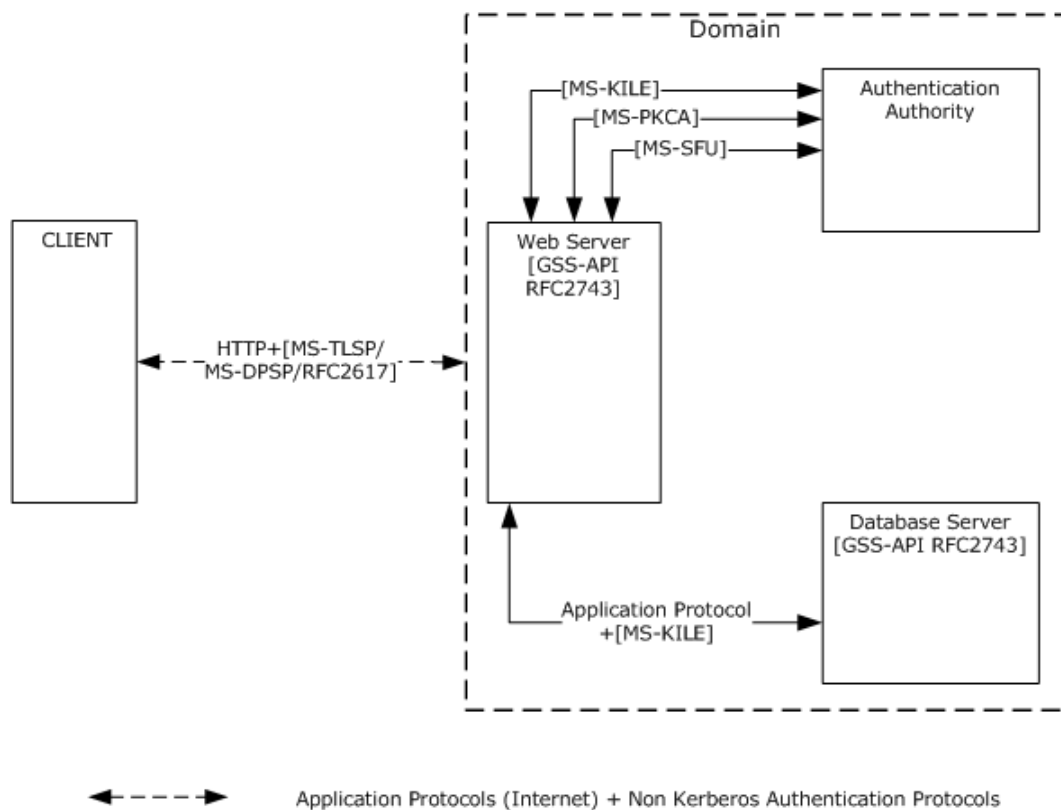 Domain
[MS-KILE]
[MS-PKCA]
[MS-SFU]
Authentication
Authority
CLIENT
Web Server
[GSS-API
RFC2743]
HTTP+[MS-TLSP/
MS-DPSP/RFC2617]
Database Server
[GSS-API RFC2743]
Application Protocol
+[MS-KILE]
Application Protocols (Internet) + Non Kerberos Authentication Protocols